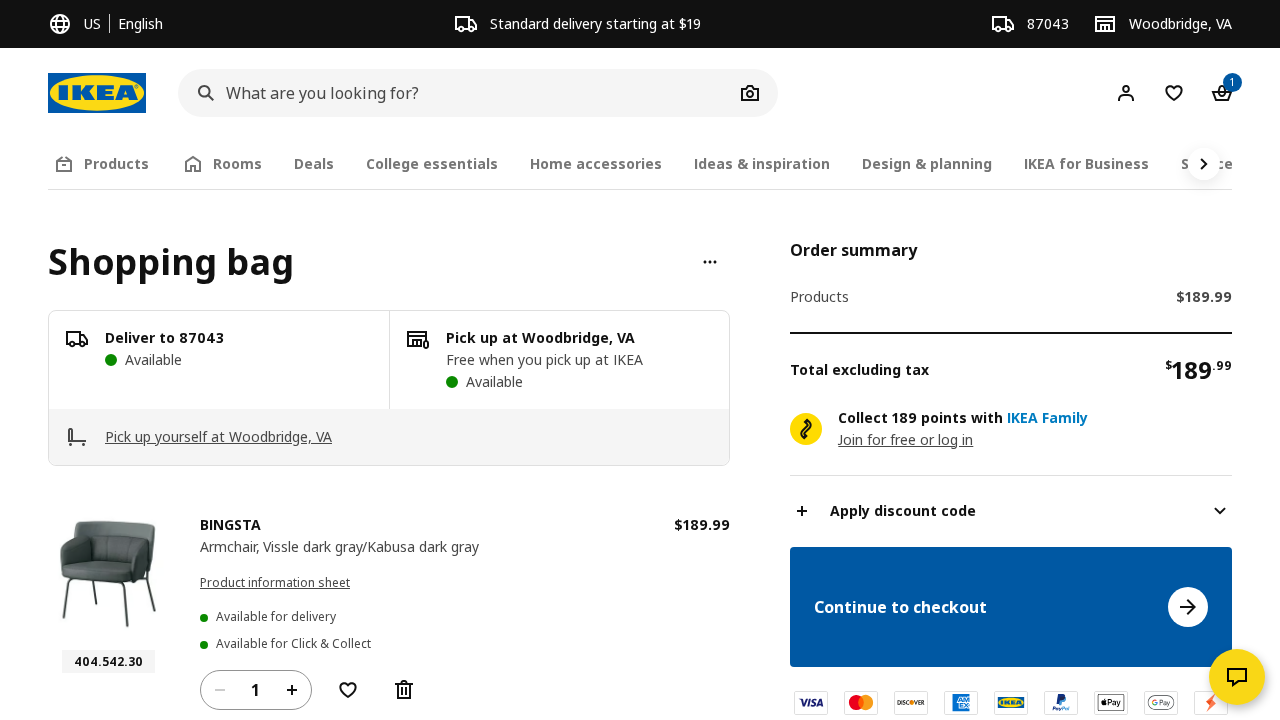 US English
Standard delivery starting at $19
87043
Woodbridge, VA
IKEA
What are you looking for?
1
Products
Rooms
Deals
College essentials
Home accessories
Ideas & inspiration
Design & planning
IKEA for Business
Shopping bag
Deliver to 87043
Available
Pick up at Woodbridge, VA
Free when you pick up at IKEA
Available
Pick up yourself at Woodbridge, VA
BINGSTA
$189.99
Armchair, Vissle dark gray/Kabusa dark gray
Product information sheet
Available for delivery
Available for Click & Collect
404.542.30
1
Order summary
Products
$189.99
Total excluding tax
$189.99
Collect 189 points with IKEA Family
Join for free or log in
Apply discount code
Continue to checkout
VISA
DISCOVER
AM EX
IKEA
PayPal
Pay
G Pay